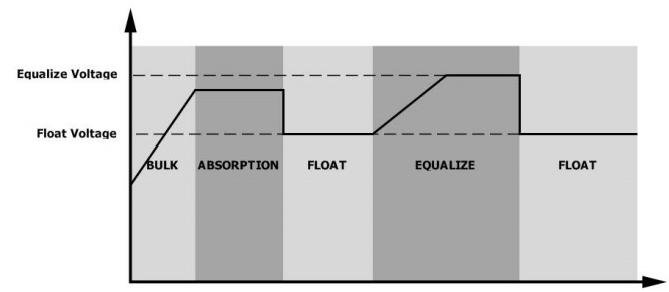 Equalize Voltage
Float Voltage
BULK ABSORPTION FLOAT EQUALIZE FLOAT